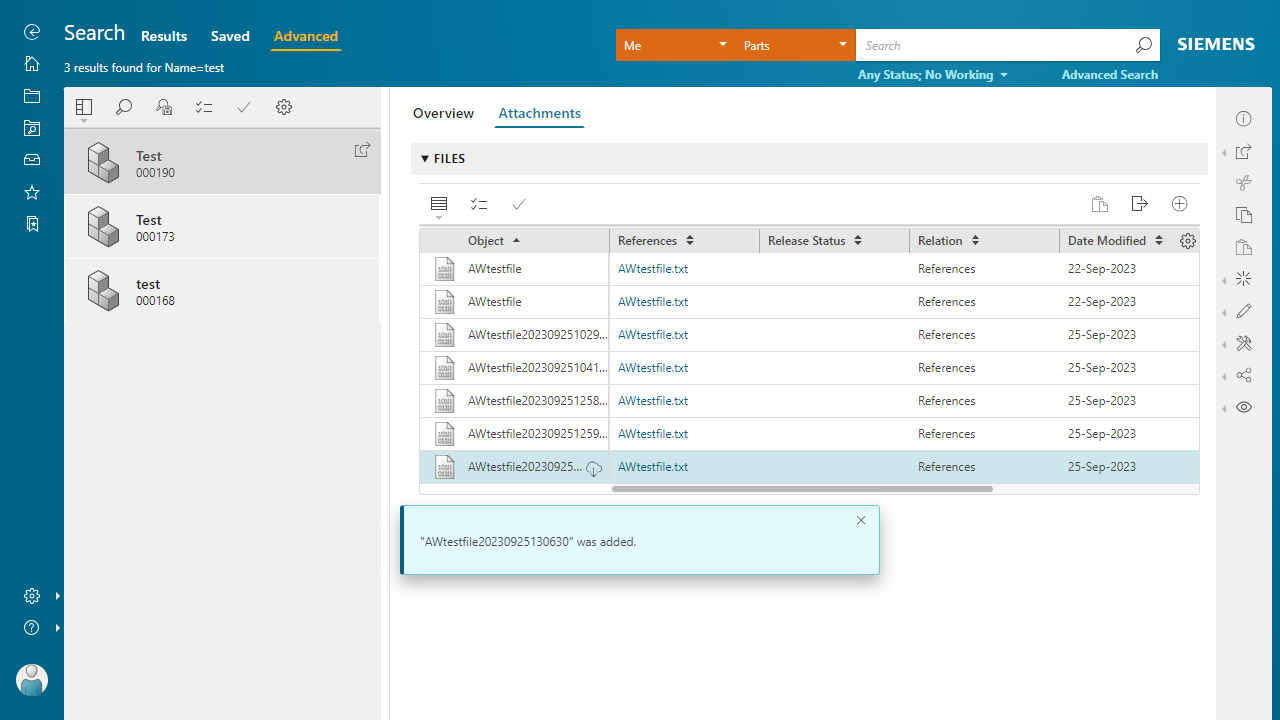 Search Results Saved Advanced
3 results found for Name=test
Me Parts Search SIEMENS
Any Status; No Working Advanced Search
Test
000190
Test
000173
test
000168
Overview Attachments
FILES
Object References Release Status Relation Date Modified
AWtestfile AWtestfile.txt References 22-Sep-2023
AWtestfile AWtestfile.txt References 22-Sep-2023
AWtestfile202309251029... AWtestfile.txt References 25-Sep-2023
AWtestfile202309251041... AWtestfile.txt References 25-Sep-2023
AWtestfile202309251258... AWtestfile.txt References 25-Sep-2023
AWtestfile202309251259... AWtestfile.txt References 25-Sep-2023
AWtestfile20230925... AWtestfile.txt References 25-Sep-2023
"AWtestfile20230925130630" was added.